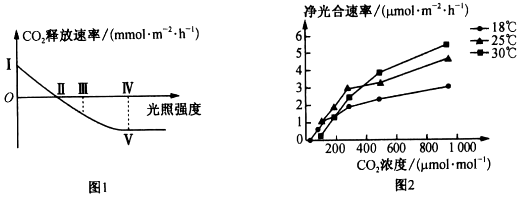 CO₂释放速率/(mmol·m⁻²·h⁻¹)
I
II III IV
O
光照强度
V
图1
净光合速率/(μmol·m⁻²·h⁻¹)
18℃
25℃
30℃
6
5
4
3
2
1
0
200 400 600 800 1 000
CO₂浓度/(μmol·mol⁻¹)
图2